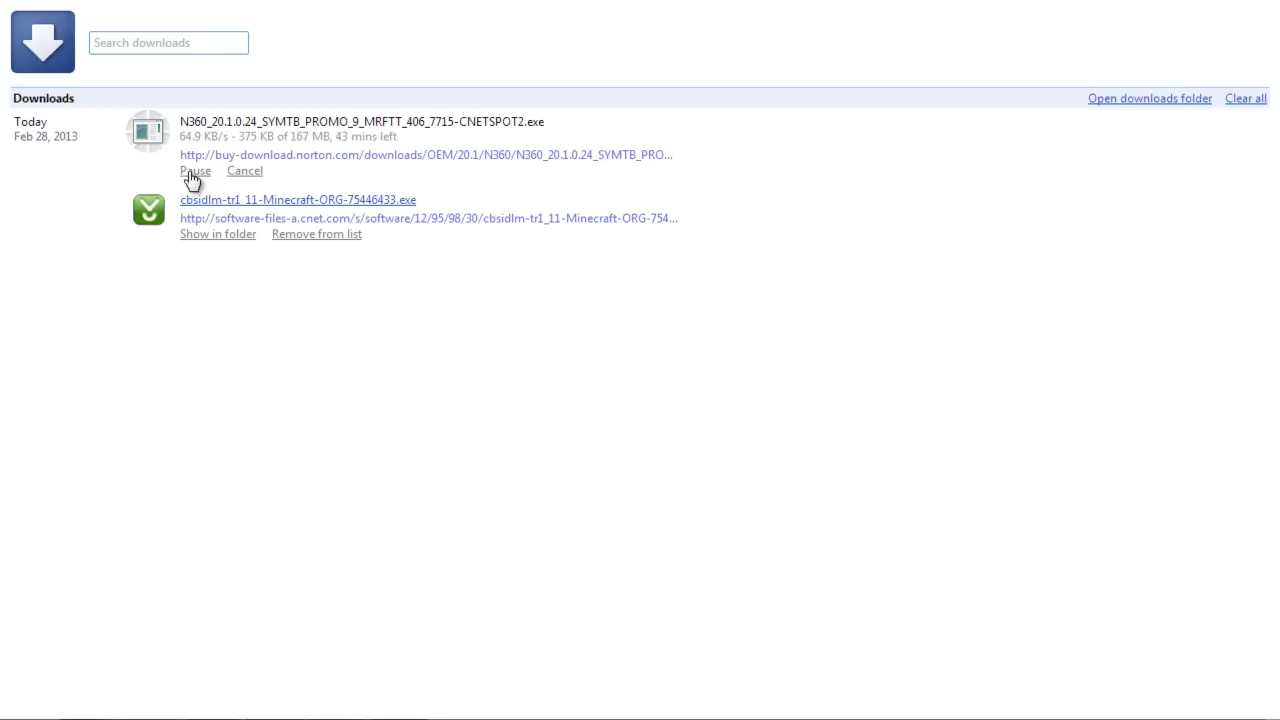 Search downloads
Downloads
Open downloads folder Clear all
Today
Feb 28, 2013
N360_20.1.0.24_SYMTB_PROMO_9_MRFTT_406_7715-CNETSPOT2.exe
64.9 KB/s - 375 KB of 167 MB, 43 mins left
http://buy-download.norton.com/downloads/OEM/20.1/N360/N360_20.1.0.24_SYMTB_PRO...
Pause Cancel
cbsidlm-tr1_11-Minecraft-ORG-75446433.exe
http://software-files-a.cnet.com/s/software/12/95/98/30/cbsidlm-tr1_11-Minecraft-ORG-754...
Show in folder Remove from list